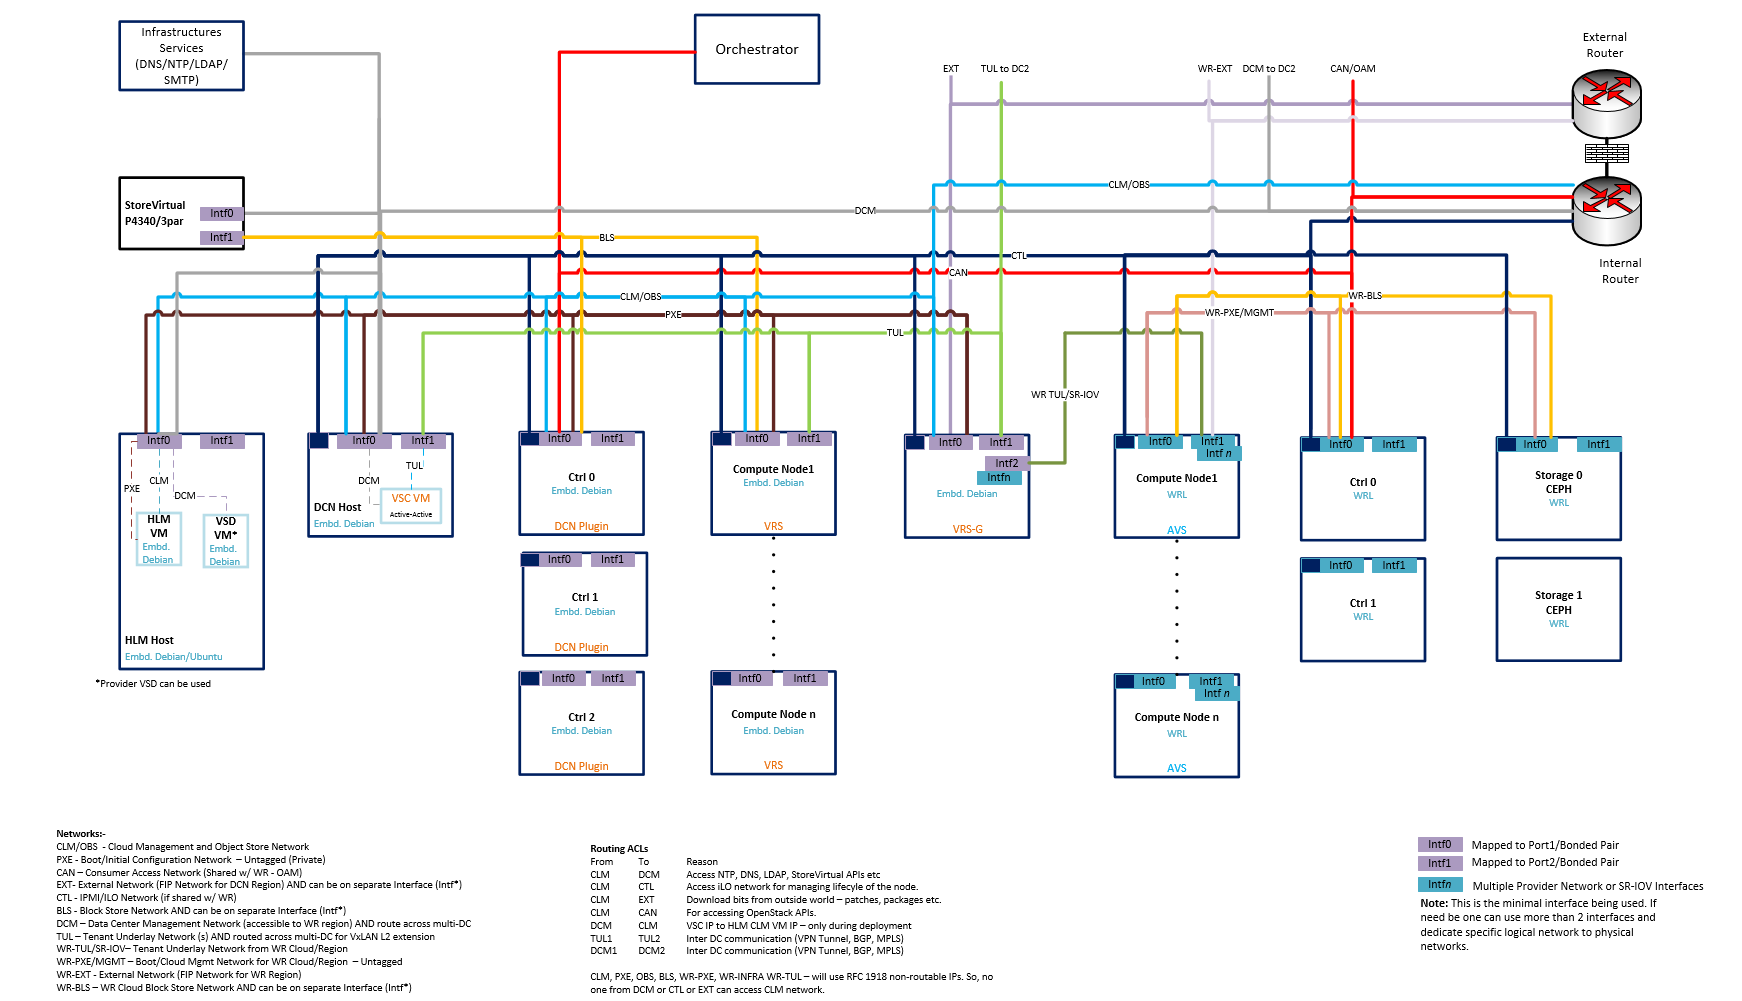 Infrastructures
Services
(DNS/NTP/LDAP/
SMTP)
Orchestrator
External
Router
EXT
TUL to DC2
WR-EXT
DCM to DC2
CAN/OAM
StoreVirtual
P4340/3par
Intf0
Intf1
CLM/OBS
DCM
BLS
CTL
CAN
Internal
Router
CLM/OBS
WR-BLS
PXE
WR-PXE/MGMT
TUL
WR TUL/SR-IOV
Intf0
Intf1
PXE
CLM
DCM
HLM
VM
Embd.
Debian
VSD
VM*
Embd.
Debian
HLM Host
Embd. Debian/Ubuntu
*Provider VSD can be used
Intf0
Intf1
TUL
DCM
VSC VM
Active-Active
DCN Host
Embd. Debian
Intf0
Intf1
Ctrl 0
Embd. Debian
DCN Plugin
Intf0
Intf1
Ctrl 1
Embd. Debian
DCN Plugin
Intf0
Intf1
Ctrl 2
Embd. Debian
DCN Plugin
Intf0
Intf1
Compute Node1
Embd. Debian
VRS
Intf0
Intf1
Compute Node n
Embd. Debian
VRS
Intf0
Intf1
Intf2
Intfn
Embd. Debian
VRS-G
Intf0
Intf1
Intf n
Compute Node1
WRL
AVS
Intf0
Intf1
Intf n
Compute Node n
WRL
AVS
Intf0
Intf1
Ctrl 0
WRL
Intf0
Intf1
Ctrl 1
WRL
Intf0
Intf1
Storage 0
CEPH
WRL
Storage 1
CEPH
WRL
Networks:-
CLM/OBS - Cloud Management and Object Store Network
PXE - Boot/Initial Configuration Network – Untagged (Private)
CAN – Consumer Access Network (Shared w/ WR - OAM)
EXT- External Network (FIP Network for DCN Region) AND can be on separate Interface (Intf*)
CTL - IPMI/ILO Network (if shared w/ WR)
BLS - Block Store Network AND can be on separate Interface (Intf*)
DCM – Data Center Management Network (accessible to WR region) AND route across multi-DC
TUL – Tenant Underlay Network (s) AND routed across multi-DC for VxLAN L2 extension
WR-TUL/SR-IOV– Tenant Underlay Network from WR Cloud/Region
WR-PXE/MGMT – Boot/Cloud Mgmt Network for WR Cloud/Region – Untagged
WR-EXT - External Network (FIP Network for WR Region)
WR-BLS – WR Cloud Block Store Network AND can be on separate Interface (Intf*)
Routing ACLs
From To Reason
CLM DCM Access NTP, DNS, LDAP, StoreVirtual APIs etc
CLM CTL Access iLO network for managing lifecyle of the node.
CLM EXT Download bits from outside world – patches, packages etc.
CLM CAN For accessing OpenStack APIs.
DCM CLM VSC IP to HLM CLM VM IP – only during deployment
TUL1 TUL2 Inter DC communication (VPN Tunnel, BGP, MPLS)
DCM1 DCM2 Inter DC communication (VPN Tunnel, BGP, MPLS)
CLM, PXE, OBS, BLS, WR-PXE, WR-INFRA WR-TUL – will use RFC 1918 non-routable IPs. So, no
one from DCM or CTL or EXT can access CLM network.
Intf0 Mapped to Port1/Bonded Pair
Intf1 Mapped to Port2/Bonded Pair
Intfn Multiple Provider Network or SR-IOV Interfaces
Note: This is the minimal interface being used. If
need be one can use more than 2 interfaces and
dedicate specific logical network to physical
networks.